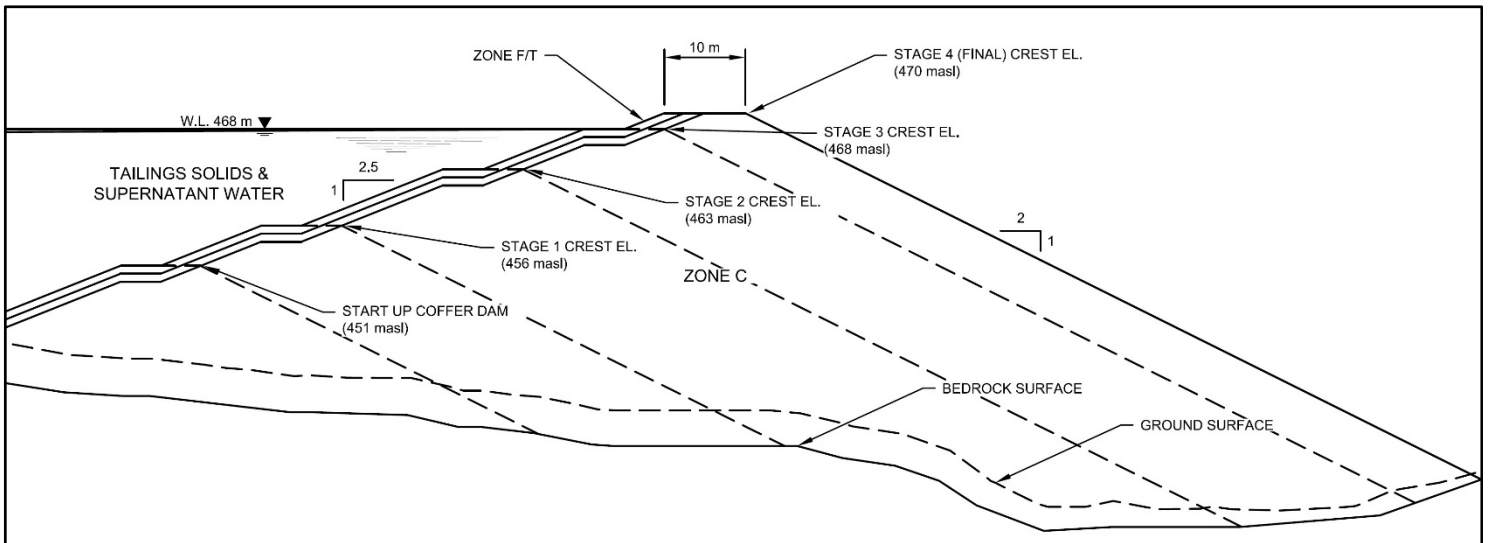 ZONE F/T
10 m
STAGE 4 (FINAL) CREST EL.
(470 masl)
W.L. 468 m
STAGE 3 CREST EL.
(468 masl)
TAILINGS SOLIDS &
SUPERNATANT WATER
2.5
1
STAGE 2 CREST EL.
(463 masl)
2
1
STAGE 1 CREST EL.
(456 masl)
ZONE C
START UP COFFER DAM
(451 masl)
BEDROCK SURFACE
GROUND SURFACE